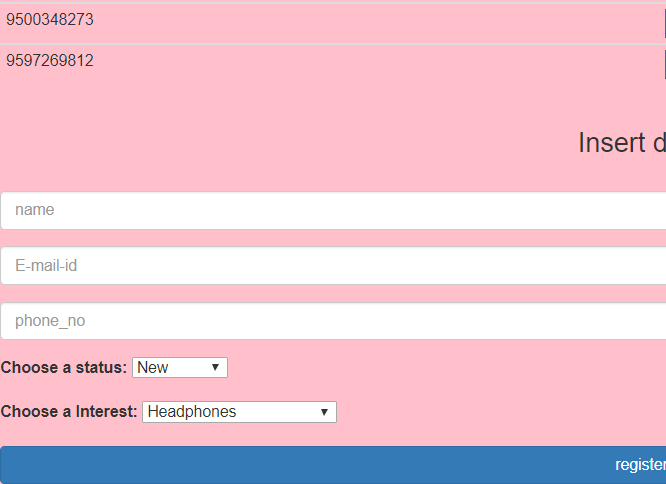 9500348273
9597269812
Insert d
name
E-mail-id
phone_no
Choose a status: New
Choose a Interest: Headphones
register